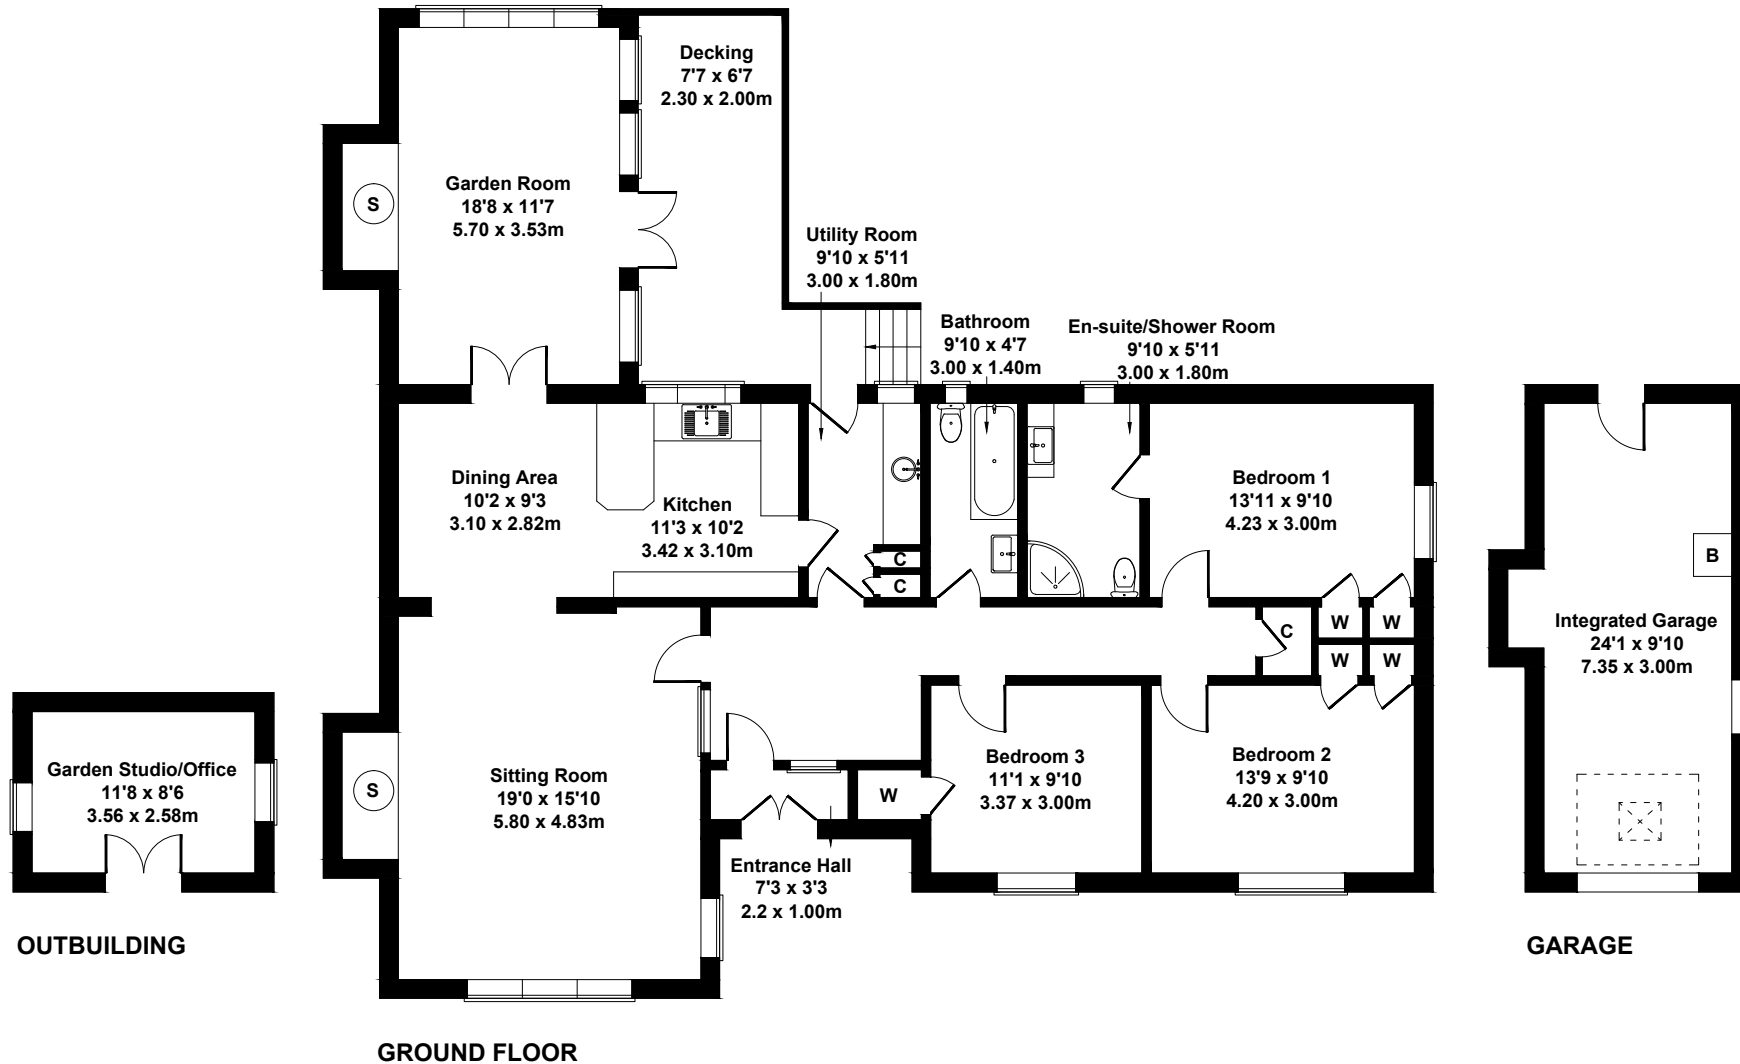 Decking
7'7 x 6'7
2.30 x 2.00m
Garden Room
18'8 x 11'7
5.70 x 3.53m
S
Utility Room
9'10 x 5'11
3.00 x 1.80m
Bathroom
9'10 x 4'7
3.00 x 1.40m
En-suite/Shower Room
9'10 x 5'11
3.00 x 1.80m
Dining Area
10'2 x 9'3
3.10 x 2.82m
Kitchen
11'3 x 10'2
3.42 x 3.10m
C
C
Bedroom 1
13'11 x 9'10
4.23 x 3.00m
B
Integrated Garage
24'1 x 9'10
7.35 x 3.00m
C
W
W
W
W
Garden Studio/Office
11'8 x 8'6
3.56 x 2.58m
S
Sitting Room
19'0 x 15'10
5.80 x 4.83m
W
Bedroom 3
11'1 x 9'10
3.37 x 3.00m
Bedroom 2
13'9 x 9'10
4.20 x 3.00m
Entrance Hall
7'3 x 3'3
2.2 x 1.00m
OUTBUILDING
GARAGE
GROUND FLOOR